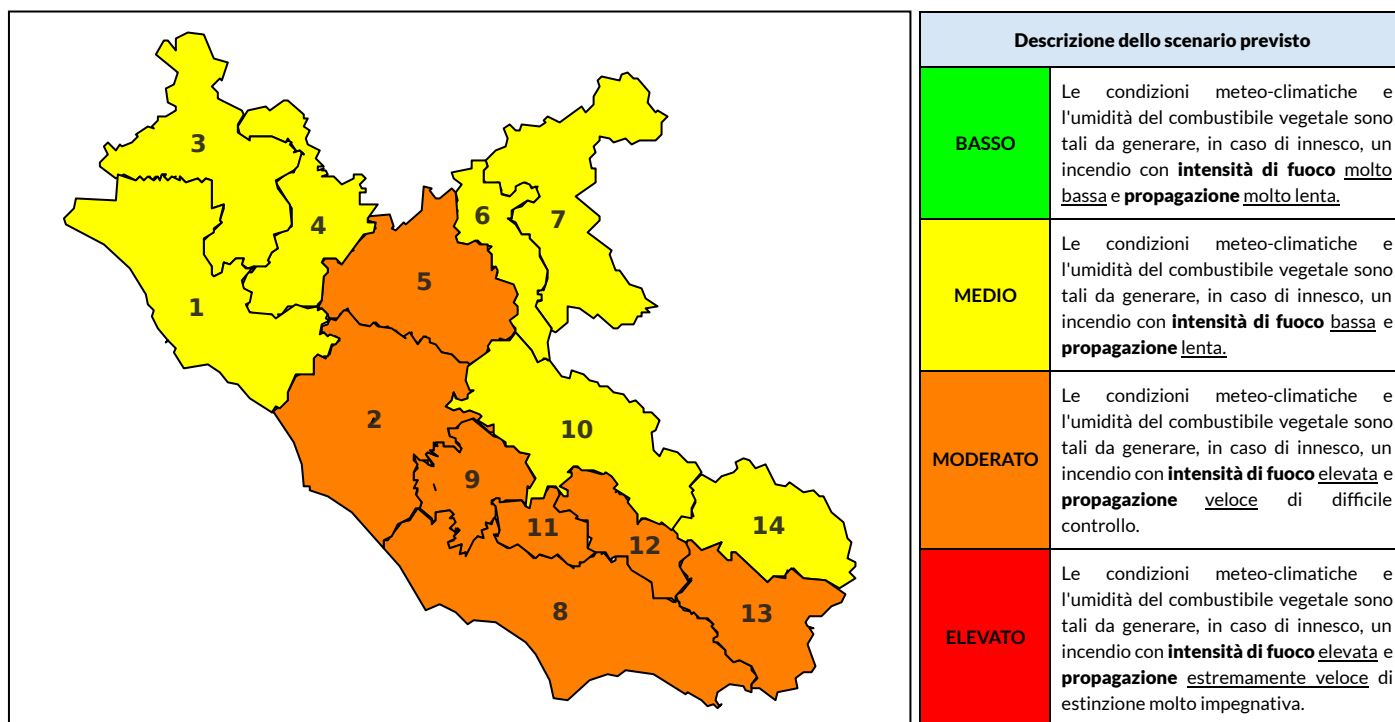 3
4
6
7
5
1
2
10
9
11
12
14
8
13
Descrizione dello scenario previsto
BASSO
Le condizioni meteo-climatiche e
l'umidità del combustibile vegetale sono
tali da generare, in caso di innesco, un
incendio con intensità di fuoco molto
bassa e propagazione molto lenta.
MEDIO
Le condizioni meteo-climatiche e
l'umidità del combustibile vegetale sono
tali da generare, in caso di innesco, un
incendio con intensità di fuoco bassa e
propagazione lenta.
MODERATO
Le condizioni meteo-climatiche e
l'umidità del combustibile vegetale sono
tali da generare, in caso di innesco, un
incendio con intensità di fuoco elevata e
propagazione veloce di difficile
controllo.
ELEVATO
Le condizioni meteo-climatiche e
l'umidità del combustibile vegetale sono
tali da generare, in caso di innesco, un
incendio con intensità di fuoco elevata e
propagazione estremamente veloce di
estinzione molto impegnativa.